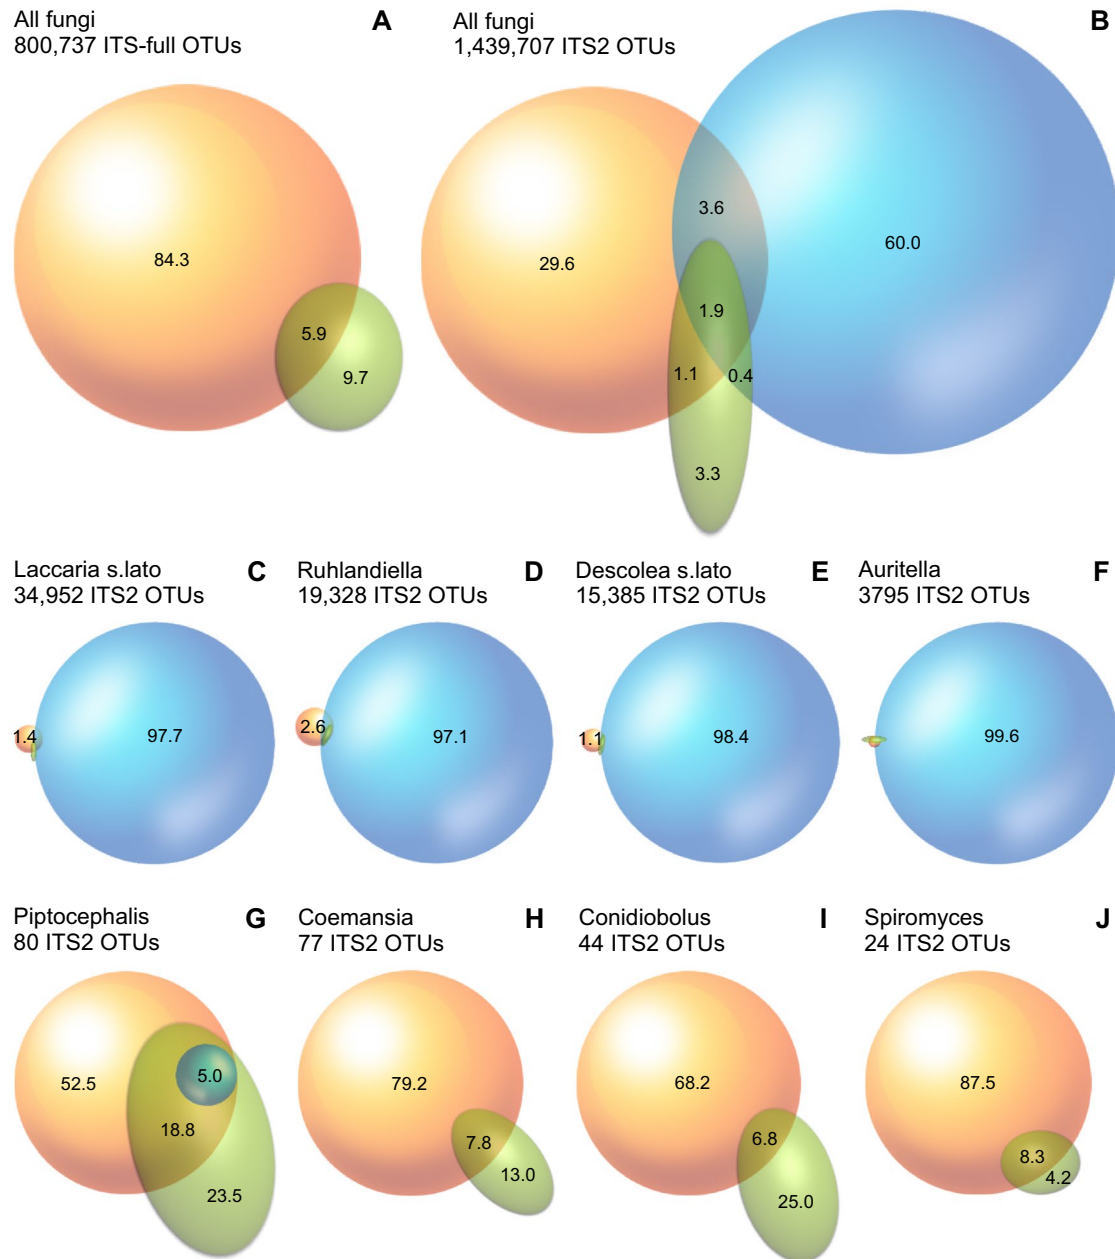 All fungi
800,737 ITS-full OTUs
A
84.3
5.9
9.7
All fungi
1,439,707 ITS2 OTUs
B
3.6
29.6
60.0
1.9
1.1
0.4
3.3
Laccaria s.lato
34,952 ITS2 OTUs
C
1.4
97.7
Ruhlandiella
19,328 ITS2 OTUs
D
2.6
97.1
Descolea s.lato
15,385 ITS2 OTUs
E
1.1
98.4
Auritella
3795 ITS2 OTUs
F
99.6
Piptocephalis
80 ITS2 OTUs
G
52.5
5.0
18.8
23.5
Coemansia
77 ITS2 OTUs
H
79.2
7.8
13.0
Conidiobolus
44 ITS2 OTUs
I
68.2
6.8
25.0
Spiromyces
24 ITS2 OTUs
J
87.5
8.3
4.2